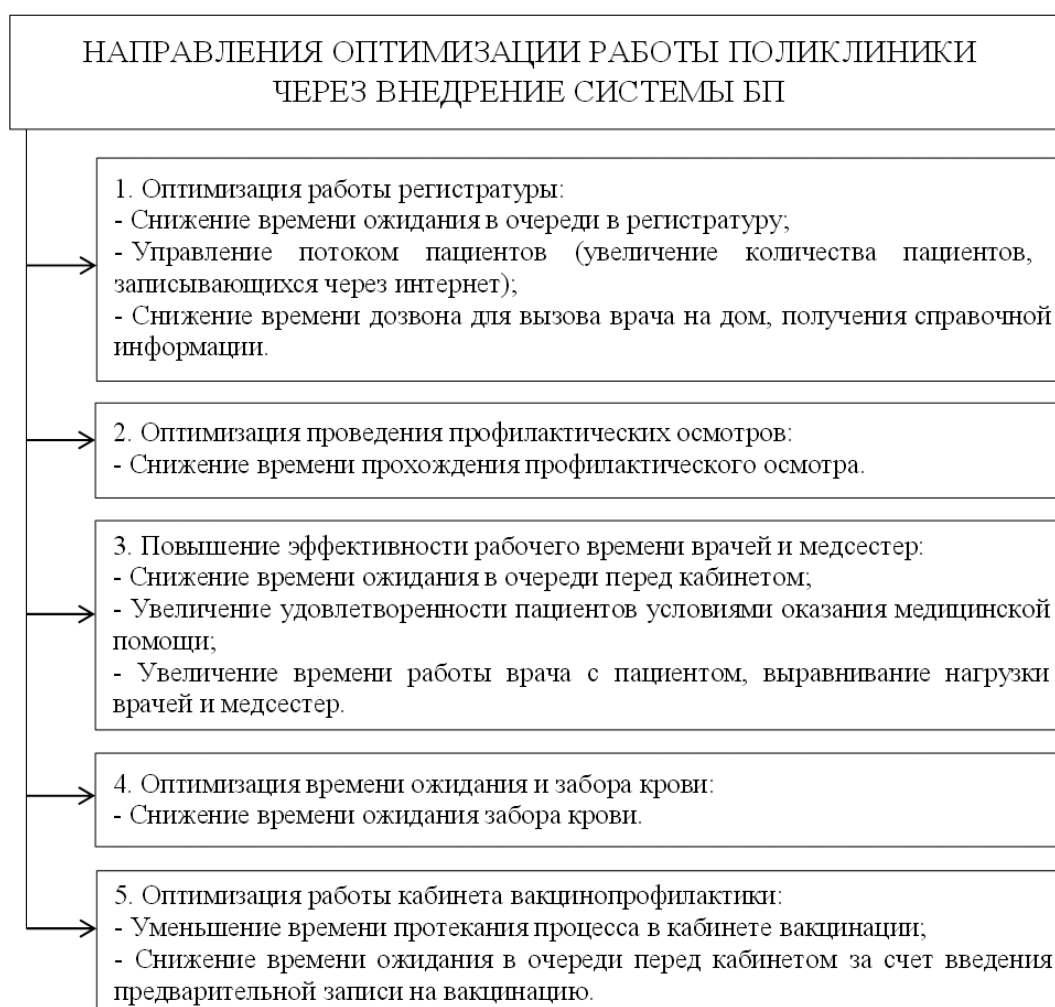 НАПРАВЛЕНИЯ ОПТИМИЗАЦИИ РАБОТЫ ПОЛИКЛИНИКИ
ЧЕРЕЗ ВНЕДРЕНИЕ СИСТЕМЫ БП
1. Оптимизация работы регистратуры:
- Снижение времени ожидания в очереди в регистратуру;
- Управление потоком пациентов (увеличение количества пациентов,
записывающихся через интернет);
- Снижение времени дозвона для вызова врача на дом, получения справочной
информации.
2. Оптимизация проведения профилактических осмотров:
- Снижение времени прохождения профилактического осмотра.
3. Повышение эффективности рабочего времени врачей и медсестер:
- Снижение времени ожидания в очереди перед кабинетом;
- Увеличение удовлетворенности пациентов условиями оказания медицинской
помощи;
- Увеличение времени работы врача с пациентом, выравнивание нагрузки
врачей и медсестер.
4. Оптимизация времени ожидания и забора крови:
- Снижение времени ожидания забора крови.
5. Оптимизация работы кабинета вакцинопрофилактики:
- Уменьшение времени протекания процесса в кабинете вакцинации;
- Снижение времени ожидания в очереди перед кабинетом за счет введения
предварительной записи на вакцинацию.